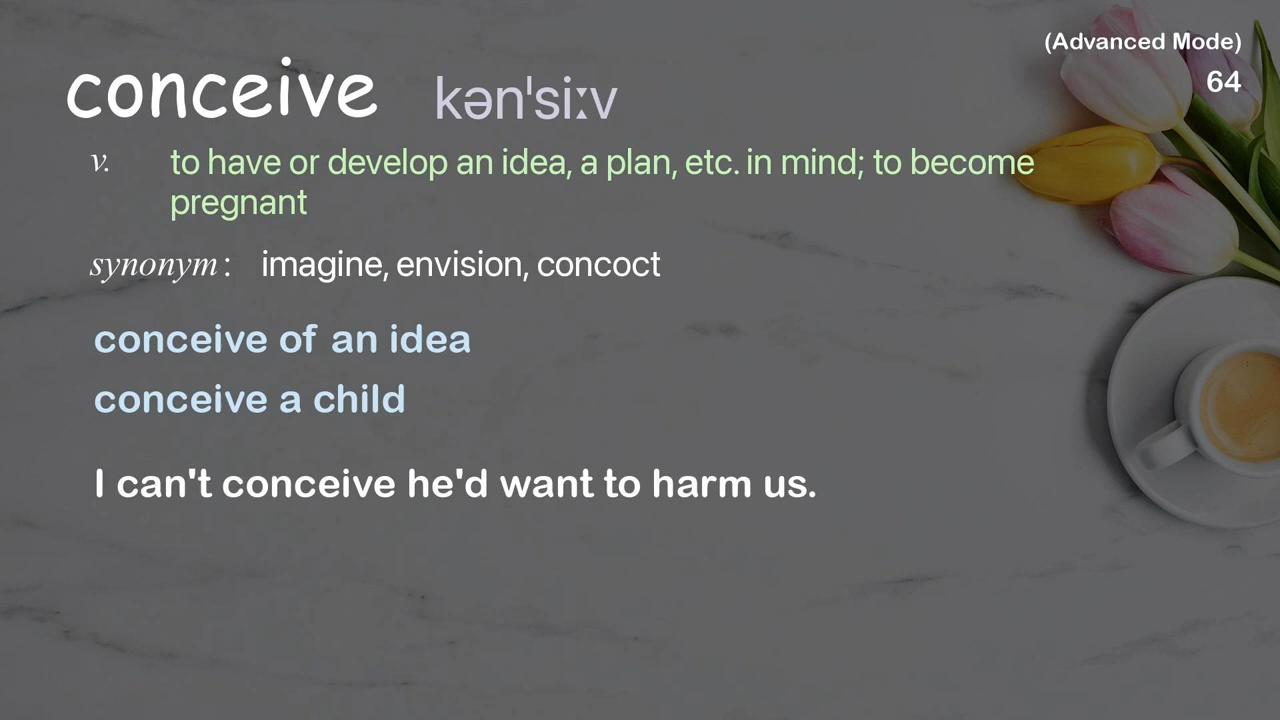 (Advanced Mode)
64
conceive kən'siːv
v. to have or develop an idea, a plan, etc. in mind; to become
pregnant
synonym : imagine, envision, concoct
conceive of an idea
conceive a child
I can't conceive he'd want to harm us.